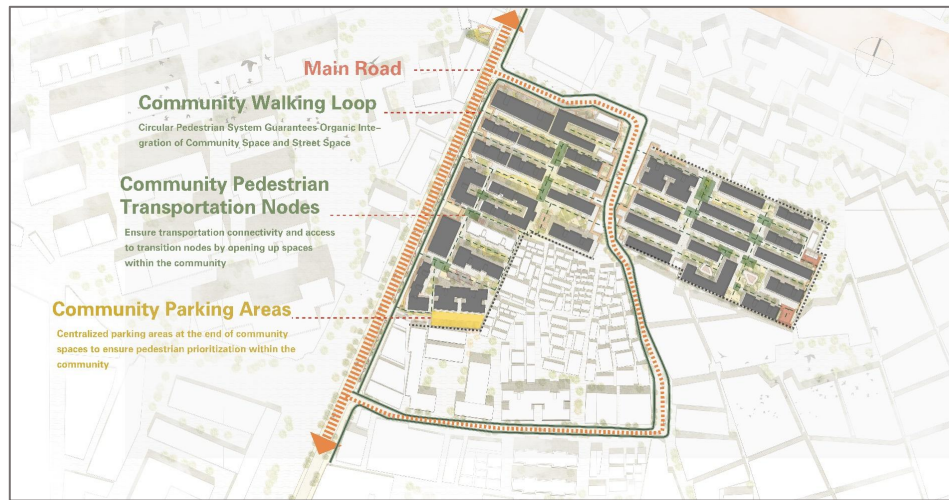 Main Road
Community Walking Loop
Circular Pedestrian System Guarantees Organic Inte-
gration of Community Space and Street Space
Community Pedestrian
Transportation Nodes
Ensure transportation connectivity and access
to transition nodes by opening up spaces
within the community
Community Parking Areas
Centralized parking areas at the end of community
spaces to ensure pedestrian prioritization within the
community